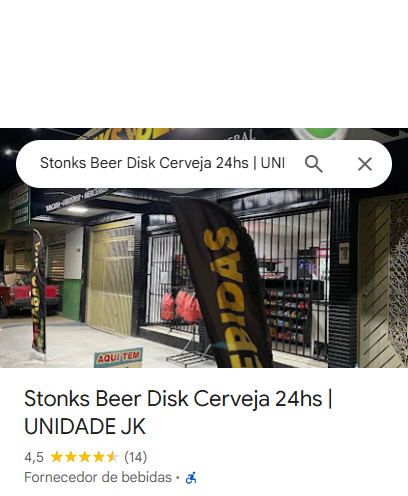 Stonks Beer Disk Cerveja 24hs | UNI
BEBIDAS
AQUI TEM
Stonks Beer Disk Cerveja 24hs |
UNIDADE JK
4,5 (14)
Fornecedor de bebidas ·